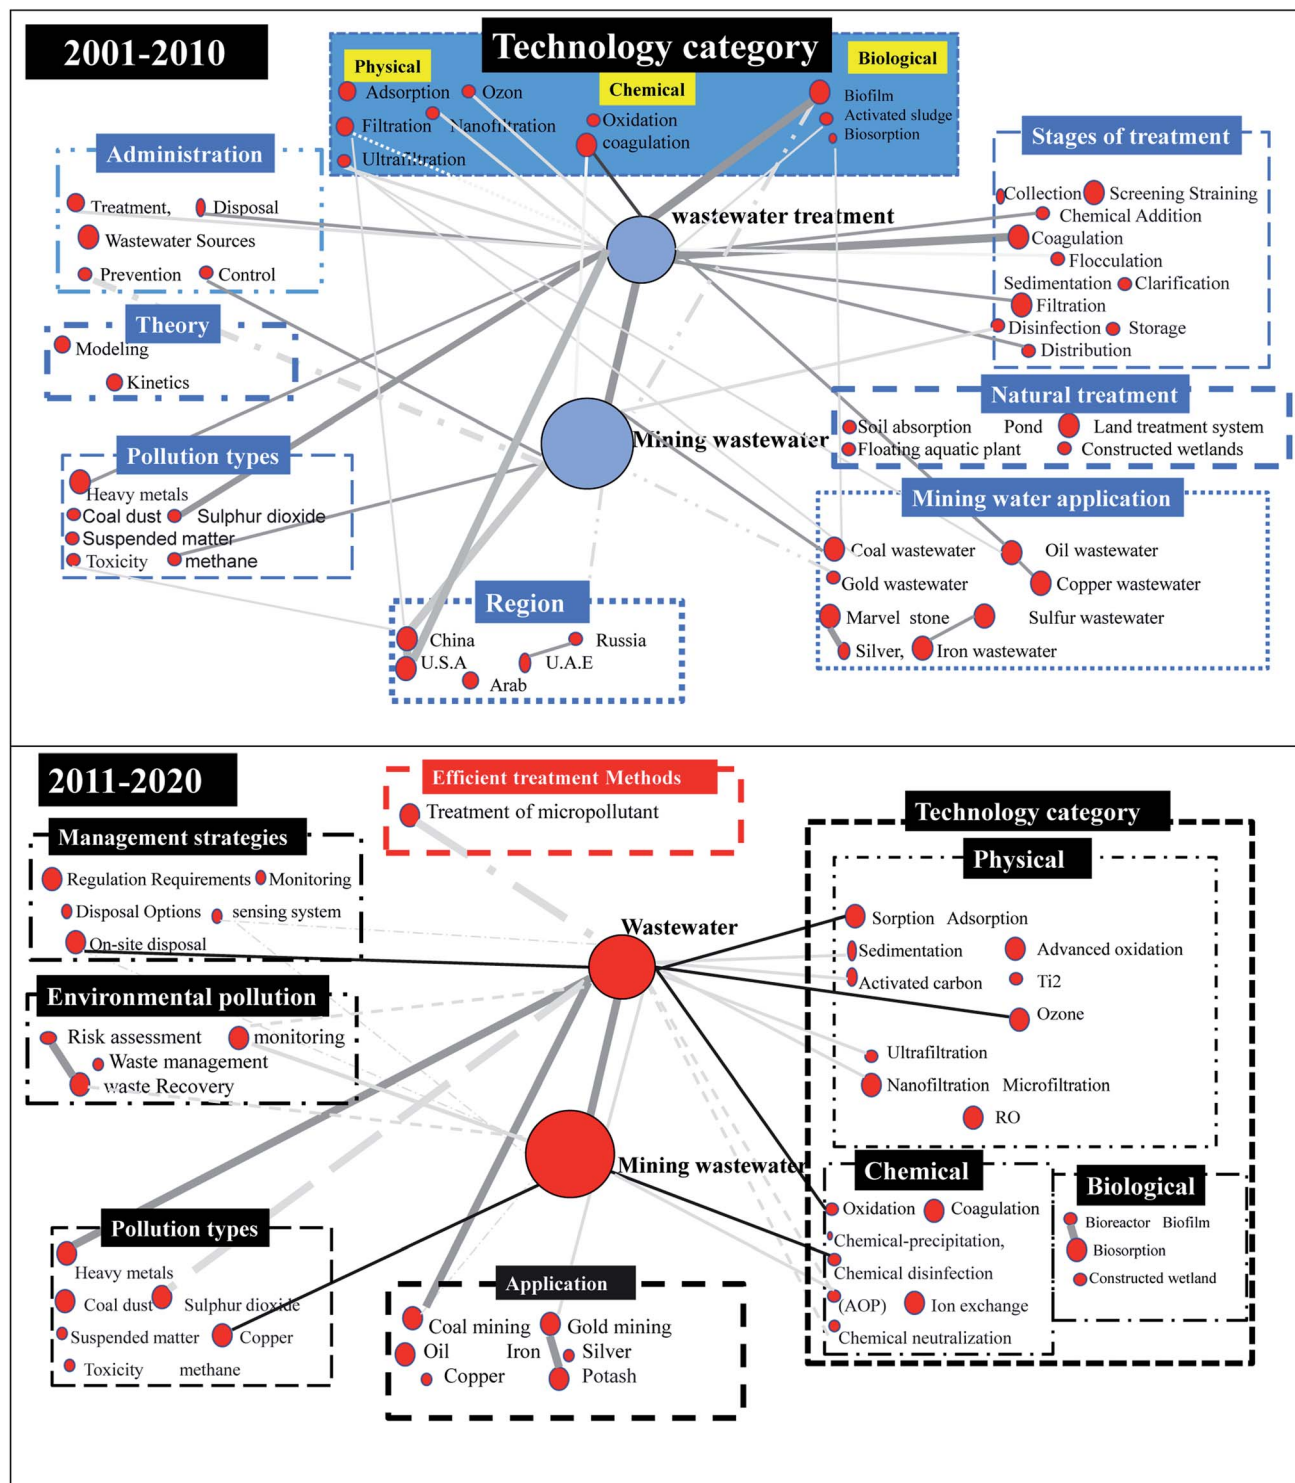 2001-2010
Technology category
Physical
Adsorption
Ozon
Filtration
Nanofiltration
Ultrafiltration
Chemical
Oxidation
coagulation
Biological
Biofilm
Activated sludge
Biosorption
Administration
Treatment,
Disposal
Wastewater Sources
Prevention
Control
wastewater treatment
Stages of treatment
Collection
Screening Straining
Chemical Addition
Coagulation
Flocculation
Sedimentation
Clarification
Filtration
Disinfection
Storage
Distribution
Theory
Modeling
Kinetics
Mining wastewater
Natural treatment
Soil absorption
Pond
Land treatment system
Floating aquatic plant
Constructed wetlands
Pollution types
Heavy metals
Coal dust
Sulphur dioxide
Suspended matter
Toxicity
methane
Mining water application
Coal wastewater
Oil wastewater
Gold wastewater
Copper wastewater
Marvel stone
Sulfur wastewater
Silver,
Iron wastewater
Region
China
Russia
U.S.A
U.A.E
Arab
2011-2020
Efficient treatment Methods
Treatment of micropollutant
Management strategies
Regulation Requirements
Monitoring
Disposal Options
sensing system
On-site disposal
Wastewater
Technology category
Physical
Sorption Adsorption
Sedimentation
Advanced oxidation
Activated carbon
Ti2
Ozone
Ultrafiltration
Nanofiltration Microfiltration
RO
Environmental pollution
Risk assessment
monitoring
Waste management
waste Recovery
Mining wastewater
Chemical
Oxidation
Coagulation
Chemical-precipitation,
Chemical disinfection
(AOP)
Ion exchange
Chemical neutralization
Biological
Bioreactor Biofilm
Biosorption
Constructed wetland
Pollution types
Heavy metals
Coal dust
Sulphur dioxide
Suspended matter
Copper
Toxicity
methane
Application
Coal mining
Gold mining
Oil
Iron
Silver
Copper
Potash